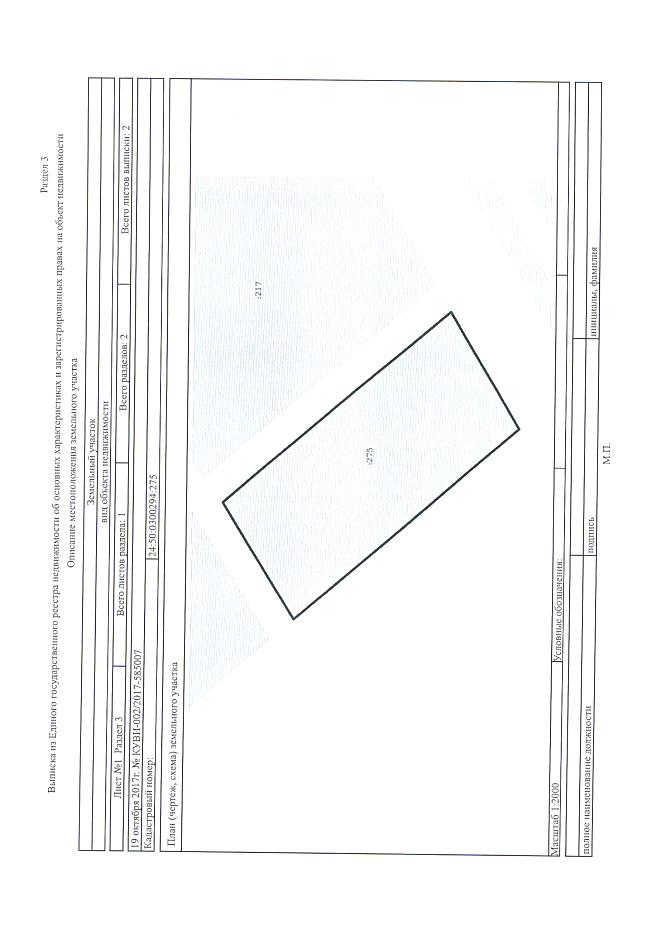 Раздел 3
Выписка из Единого государственного реестра недвижимости об основных характеристиках и зарегистрированных правах на объект недвижимости
Описание местоположения земельного участка
Земельный участок
вид объекта недвижимости
Лист №1 Раздел 3 Всего листов раздела: 1 Всего разделов: 2 Всего листов выписки: 2
19 октября 2017г. № КУВИ-002/2017-585007
Кадастровый номер: 24:50:0300294:275
План (чертеж, схема) земельного участка
:217
:275
Масштаб 1:2000 Условные обозначения:
полное наименование должности подпись инициалы, фамилия
М.П.